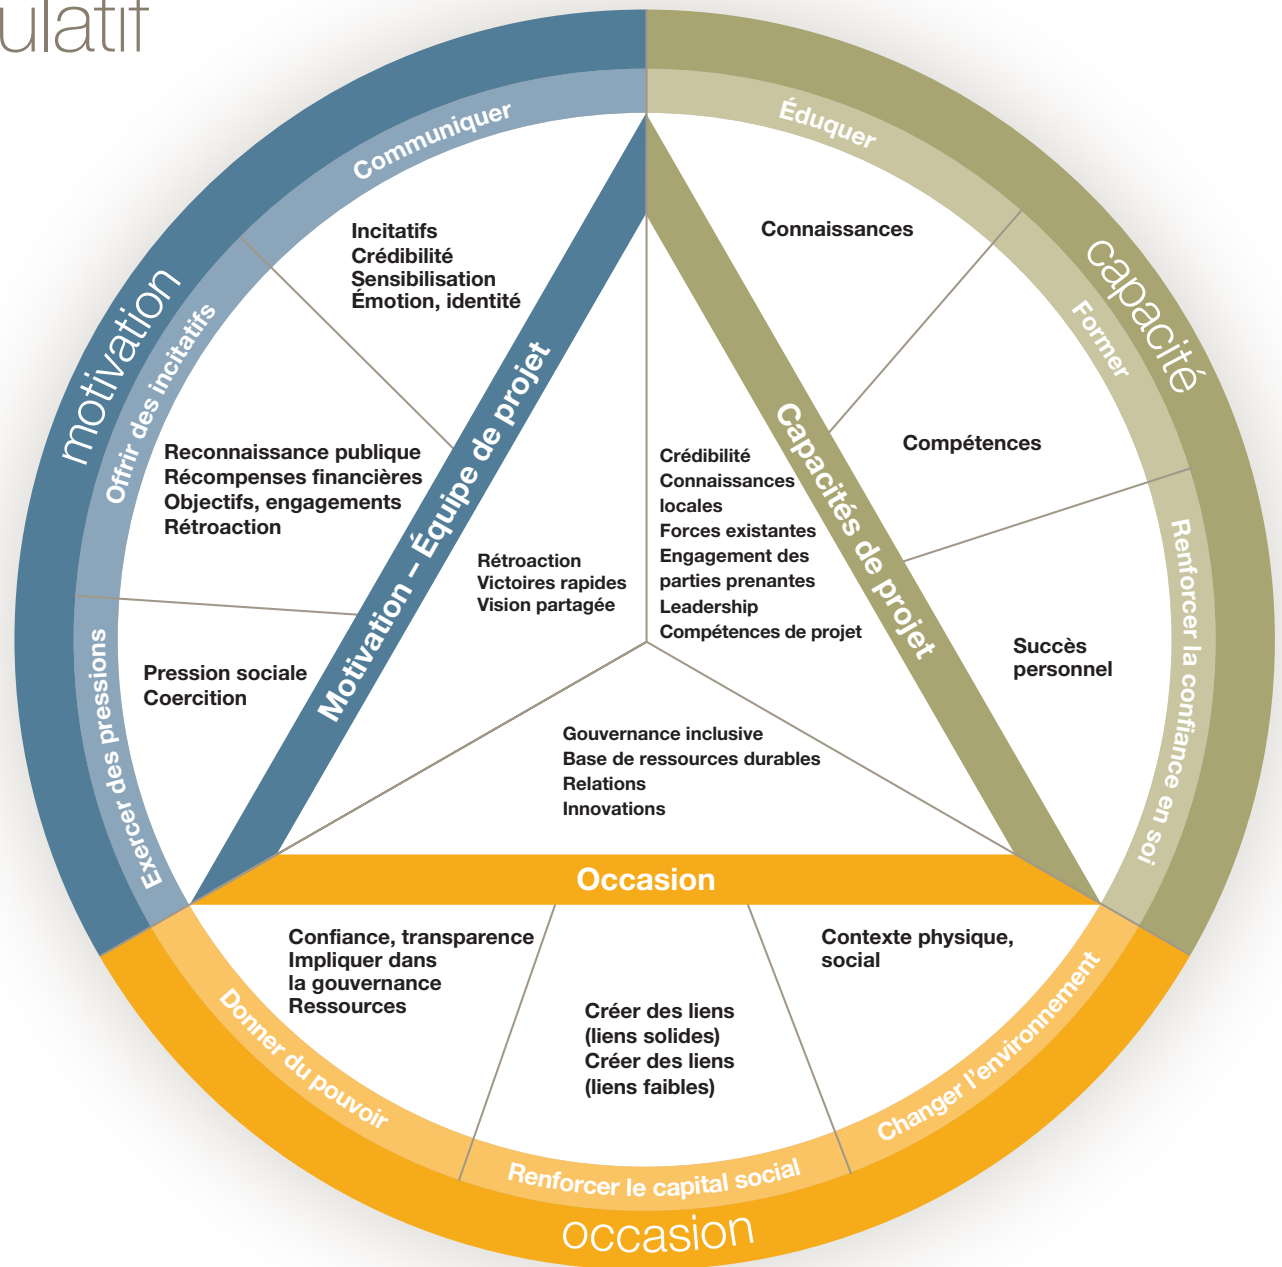 ulatif
motivation
Communiquer
Incitatifs
Crédibilité
Sensibilisation
Émotion, identité
Offrir des incitatifs
Reconnaissance publique
Récompenses financières
Objectifs, engagements
Rétroaction
Exercer des pressions
Pression sociale
Coercition
Motivation – Équipe de projet
Rétroaction
Victoires rapides
Vision partagée
capacité
Éduquer
Connaissances
Former
Compétences
Renforcer la confiance en soi
Succès
personnel
Capacités de projet
Crédibilité
Connaissances
locales
Forces existantes
Engagement des
parties prenantes
Leadership
Compétences de projet
Gouvernance inclusive
Base de ressources durables
Relations
Innovations
Occasion
Confiance, transparence
Impliquer dans
la gouvernance
Ressources
Donner du pouvoir
Créer des liens
(liens solides)
Créer des liens
(liens faibles)
Renforcer le capital social
Contexte physique,
social
Changer l'environnement
occasion